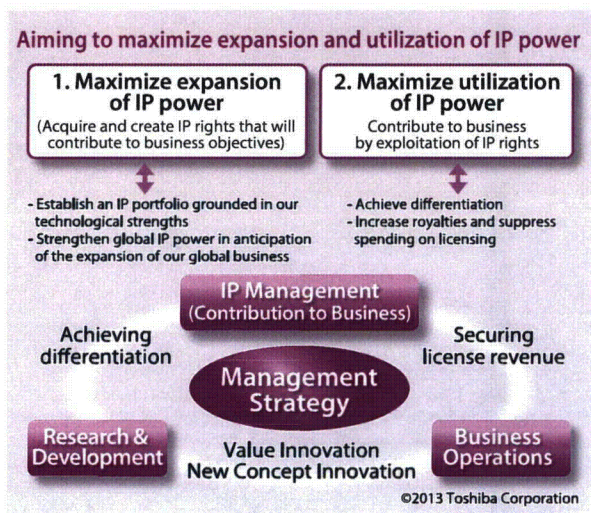 Aiming to maximize expansion and utilization of IP power
1. Maximize expansion
of IP power
(Acquire and create IP rights that will
contribute to business objectives)
2. Maximize utilization
of IP power
Contribute to business
by exploitation of IP rights
- Establish an IP portfolio grounded in our
technological strengths
- Strengthen global IP power in anticipation
of the expansion of our global business
- Achieve differentiation
- Increase royalties and suppress
spending on licensing
IP Management
(Contribution to Business)
Achieving
differentiation
Securing
license revenue
Management
Strategy
Research &
Development
Value Innovation
New Concept Innovation
Business
Operations
©2013 Toshiba Corporation